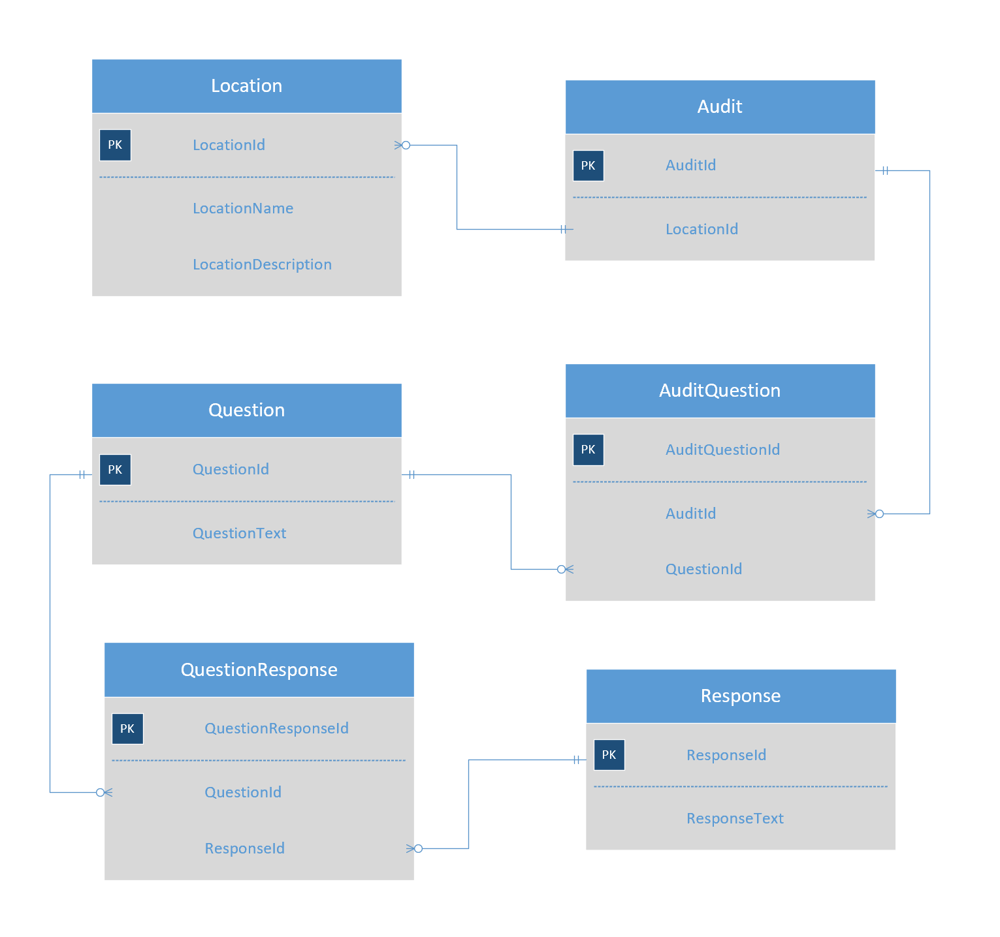 Location
PK
LocationId
LocationName
LocationDescription
Audit
PK
AuditId
LocationId
Question
PK
QuestionId
QuestionText
AuditQuestion
PK
AuditQuestionId
AuditId
QuestionId
QuestionResponse
PK
QuestionResponseId
QuestionId
ResponseId
Response
PK
ResponseId
ResponseText